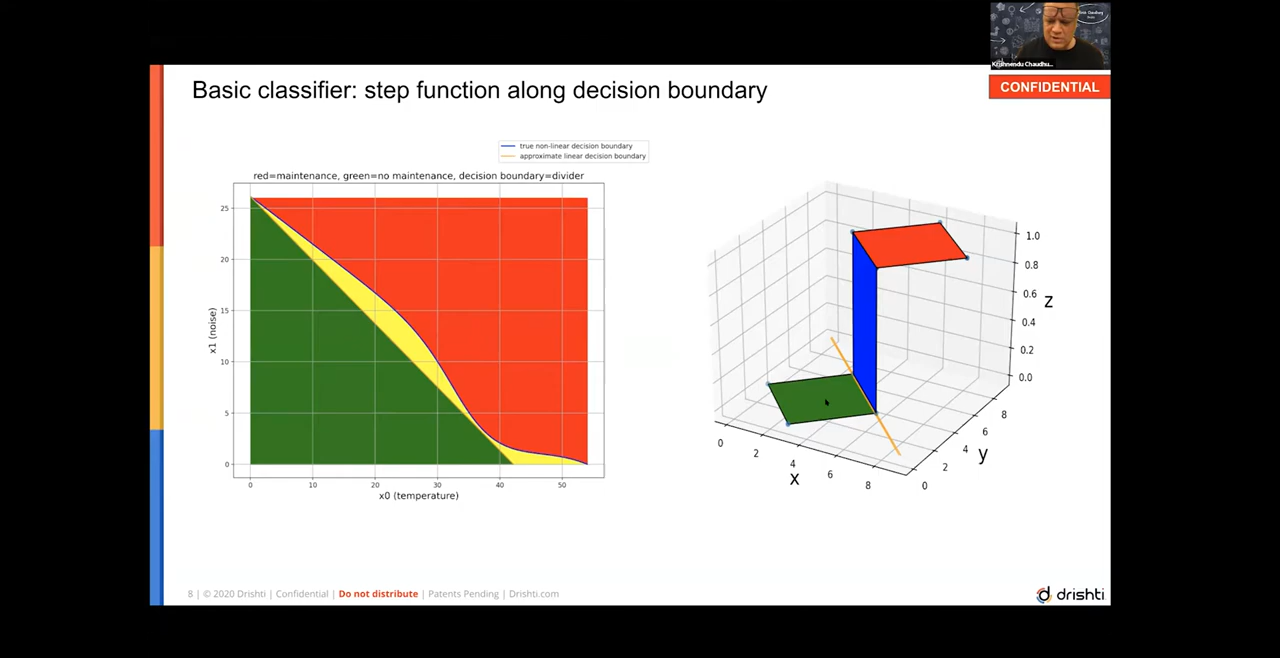 Krishnendu Chaudhu...
CONFIDENTIAL
Basic classifier: step function along decision boundary
true non-linear decision boundary
approximate linear decision boundary
red=maintenance, green=no maintenance, decision boundary=divider
25
20
15
10
5
0
x1 (noise)
0 10 20 30 40 50
x0 (temperature)
1.0
0.8
0.6
0.4
0.2
0.0
z
8
6
4
2
0
y
0 2 4 6 8
x
8 | © 2020 Drishti | Confidential | Do not distribute | Patents Pending | Drishti.com
drishti